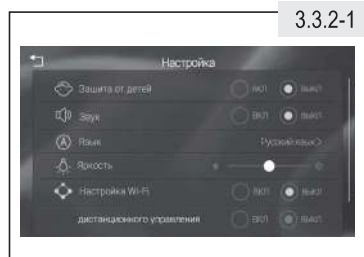 3.3.2-1
Настройка
Защита от детей ВКЛ ВЫКЛ
Звук ВКЛ ВЫКЛ
Язык Русский язык >
Яркость
Настройка Wi-Fi ВКЛ ВЫКЛ
дистанционного управления ВКЛ ВЫКЛ